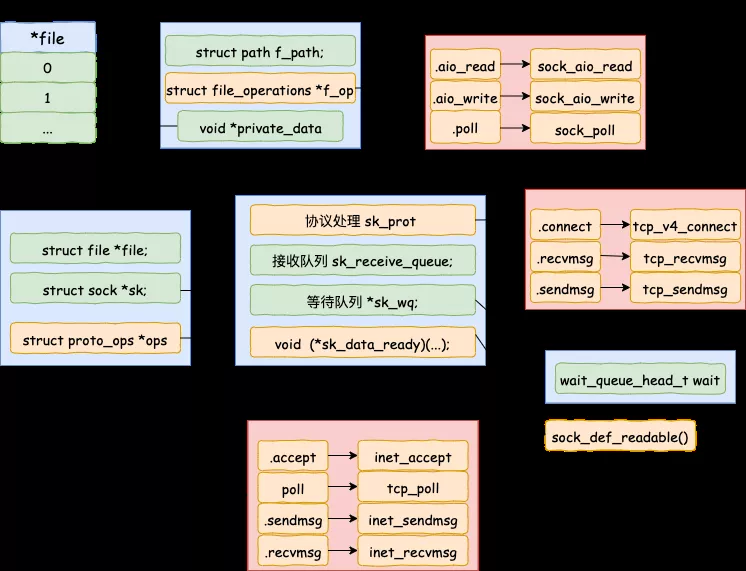 *file
0
1
...
struct path f_path;
struct file_operations *f_op
void *private_data
.aio_read
sock_aio_read
.aio_write
sock_aio_write
.poll
sock_poll
struct file *file;
struct sock *sk;
struct proto_ops *ops
协议处理 sk_prot
接收队列 sk_receive_queue;
等待队列 *sk_wq;
void (*sk_data_ready)(...);
.connect
tcp_v4_connect
.recvmsg
tcp_recvmsg
.sendmsg
tcp_sendmsg
wait_queue_head_t wait
sock_def_readable()
.accept
inet_accept
poll
tcp_poll
.sendmsg
inet_sendmsg
.recvmsg
inet_recvmsg